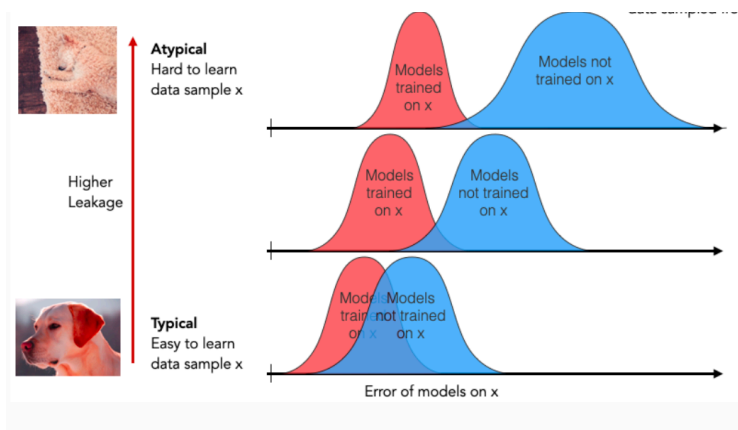 data sampled
Atypical
Hard to learn
data sample x
Models
trained
on x
Models not
trained on x
Higher
Leakage
Models
trained
on x
Models
not trained
on x
Typical
Easy to learn
data sample x
Models
trained
on x
Models
not trained
on x
Error of models on x